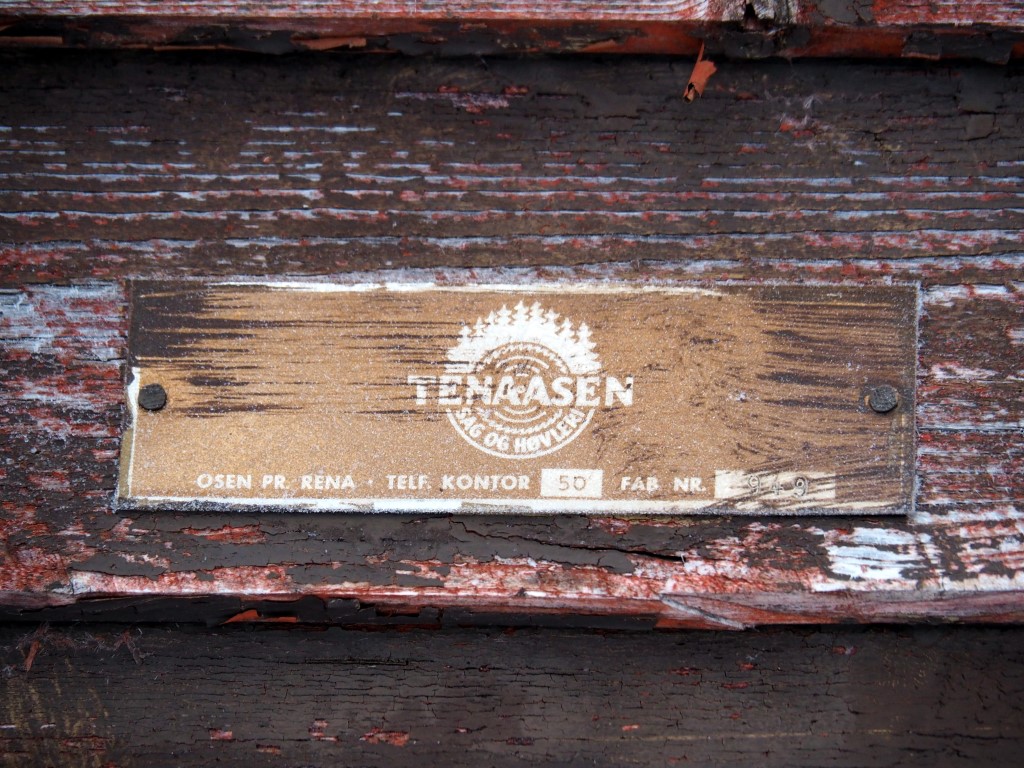 TENAASEN
SAG OG HØVLERI
OSEN PR. RENA · TELF. KONTOR 50 FAB. NR. 949